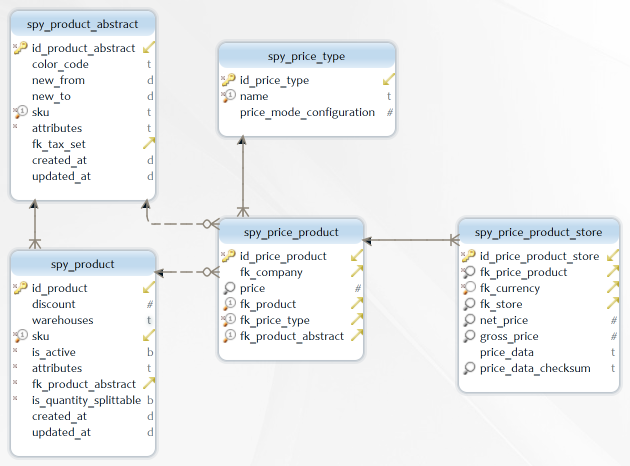 spy_product_abstract
id_product_abstract
color_code t
new_from d
new_to d
sku t
attributes t
fk_tax_set
created_at d
updated_at d
spy_price_type
id_price_type
name t
price_mode_configuration #
spy_product
id_product
discount #
warehouses t
sku
is_active b
attributes t
fk_product_abstract
is_quantity_splittable b
created_at d
updated_at d
spy_price_product
id_price_product
fk_company
price #
fk_product
fk_price_type
fk_product_abstract
spy_price_product_store
id_price_product_store
fk_price_product
fk_currency
fk_store
net_price #
gross_price #
price_data t
price_data_checksum t